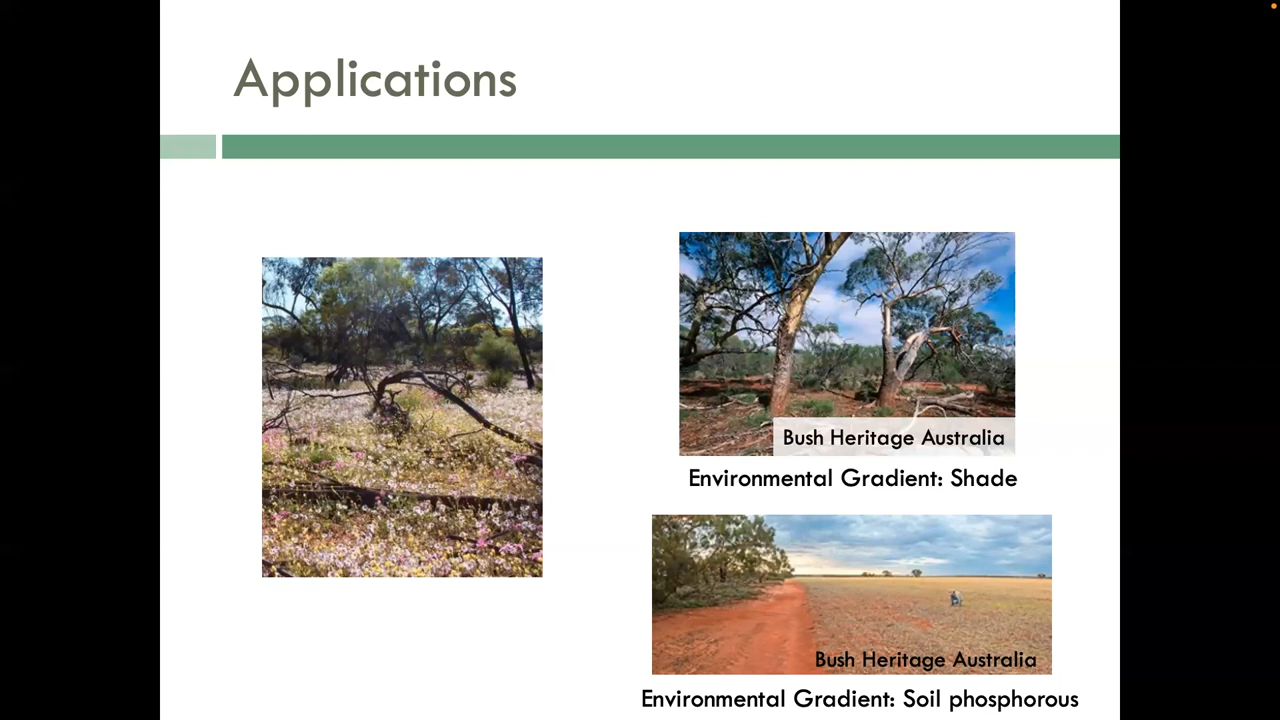 Applications
Bush Heritage Australia
Environmental Gradient: Shade
Bush Heritage Australia
Environmental Gradient: Soil phosphorous